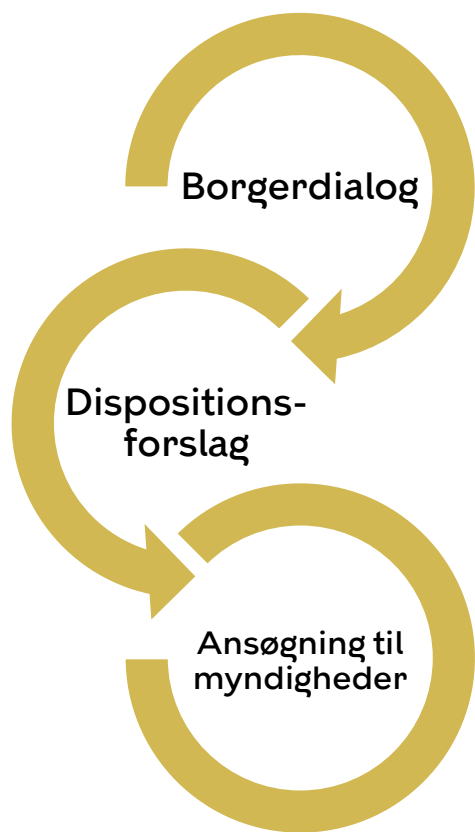 Borgerdialog
Dispositions-
forslag
Ansøgning til
myndigheder